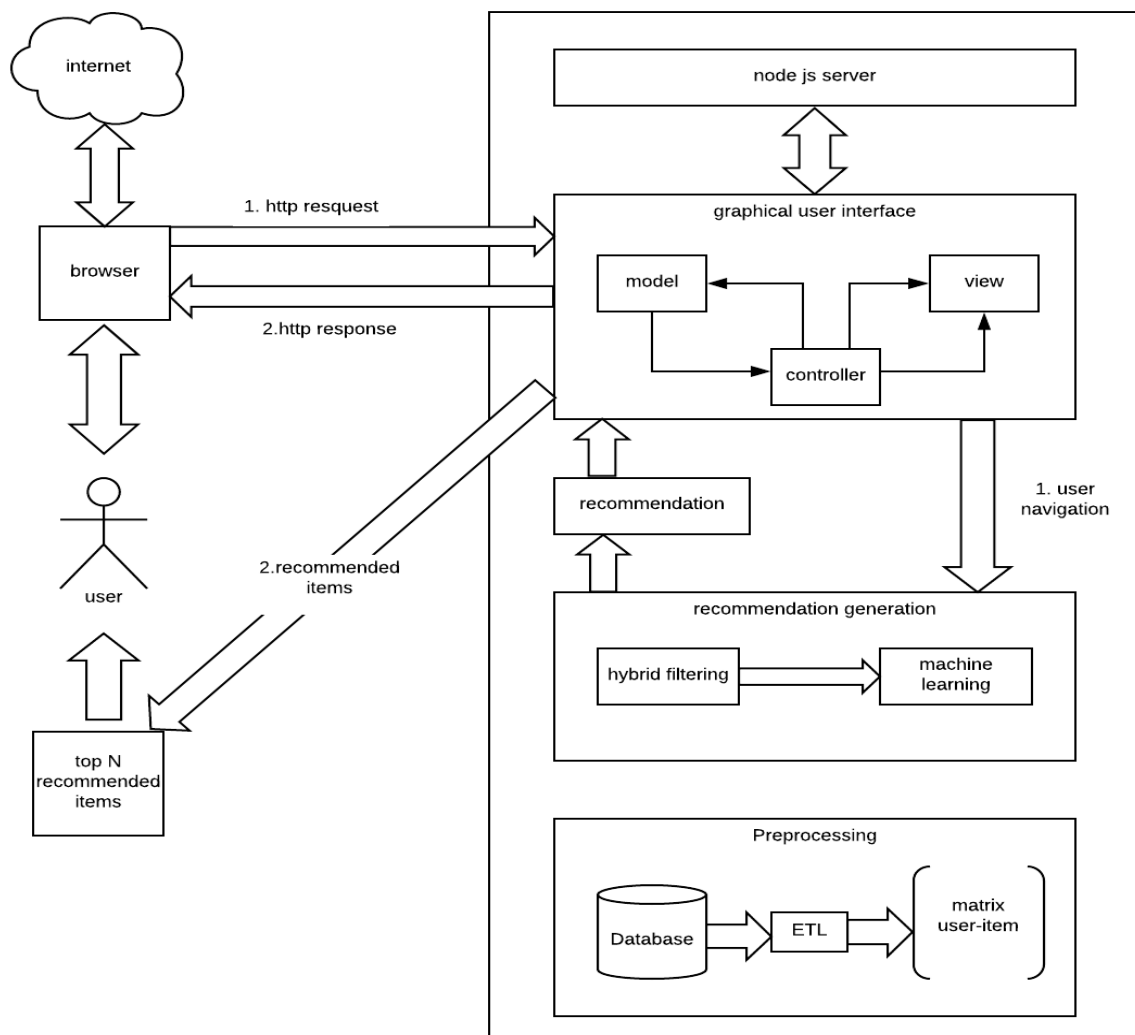 internet
node js server
1. http resquest
graphical user interface
browser
model
view
2.http response
controller
recommendation
1. user
navigation
2.recommended
items
user
recommendation generation
hybrid filtering
machine
learning
top N
recommended
items
Preprocessing
Database
ETL
matrix
user-item